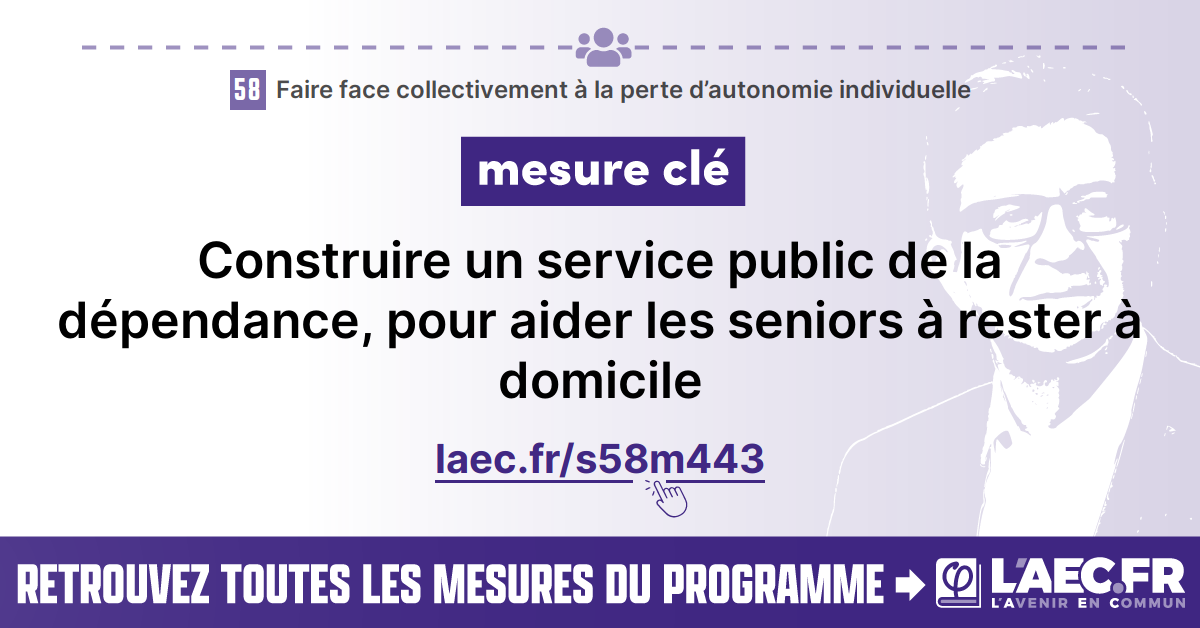 58 Faire face collectivement à la perte d’autonomie individuelle
mesure clé
Construire un service public de la
dépendance, pour aider les seniors à rester à
domicile
laec.fr/s58m443
RETROUVEZ TOUTES LES MESURES DU PROGRAMME
L'AEC.FR
L'AVENIR EN COMMUN